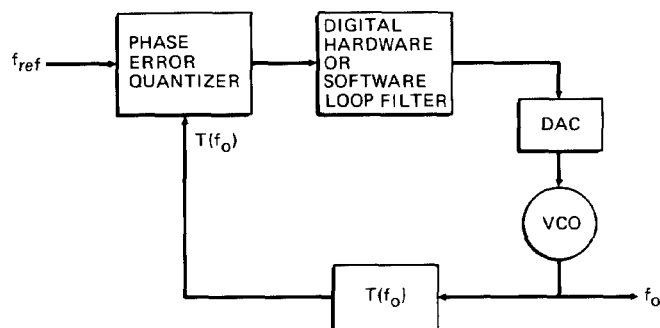 f_ref
PHASE
ERROR
QUANTIZER
DIGITAL
HARDWARE
OR
SOFTWARE
LOOP FILTER
DAC
T(f_o)
VCO
T(f_o)
f_o